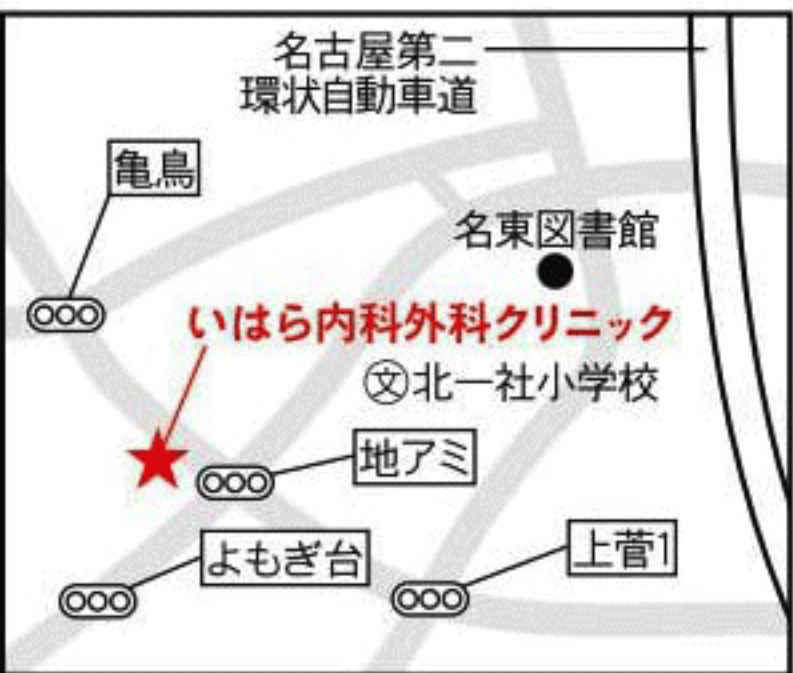 名古屋第二
環状自動車道
亀鳥
名東図書館
いはら内科外科クリニック
文北一社小学校
地アミ
よもぎ台
上菅1